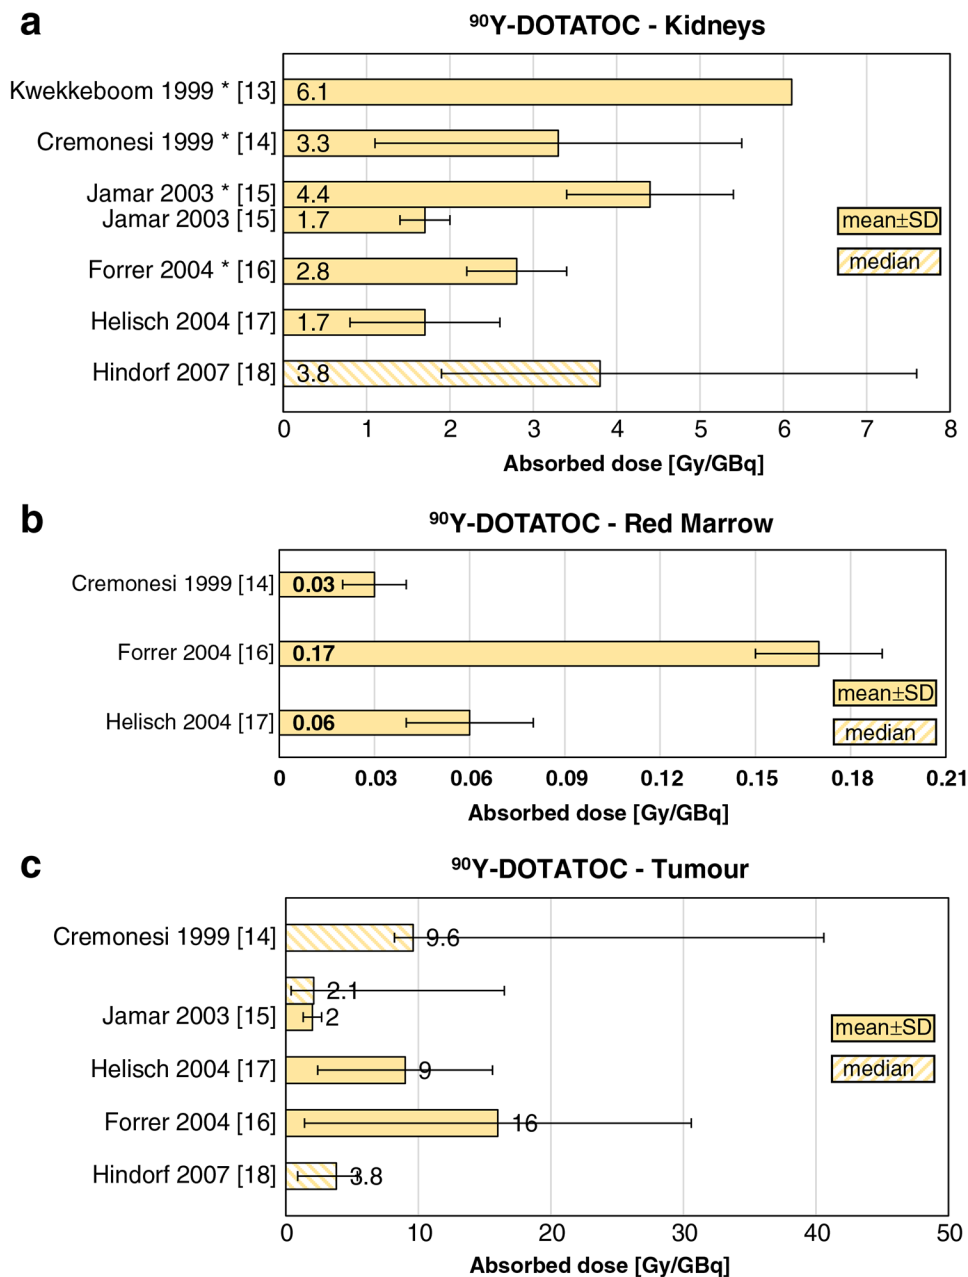 a
⁹⁰Y-DOTATOC - Kidneys
Kwekkeboom 1999 * [13]
6.1
Cremonesi 1999 * [14]
3.3
Jamar 2003 * [15]
4.4
Jamar 2003 [15]
1.7
mean±SD
Forrer 2004 * [16]
2.8
median
Helisch 2004 [17]
1.7
Hindorf 2007 [18]
3.8
0 1 2 3 4 5 6 7 8
Absorbed dose [Gy/GBq]
b
⁹⁰Y-DOTATOC - Red Marrow
Cremonesi 1999 [14]
0.03
Forrer 2004 [16]
0.17
mean±SD
Helisch 2004 [17]
0.06
median
0 0.03 0.06 0.09 0.12 0.15 0.18 0.21
Absorbed dose [Gy/GBq]
c
⁹⁰Y-DOTATOC - Tumour
Cremonesi 1999 [14]
9.6
2.1
Jamar 2003 [15]
2
mean±SD
Helisch 2004 [17]
9
median
Forrer 2004 [16]
16
Hindorf 2007 [18]
3.8
0 10 20 30 40 50
Absorbed dose [Gy/GBq]